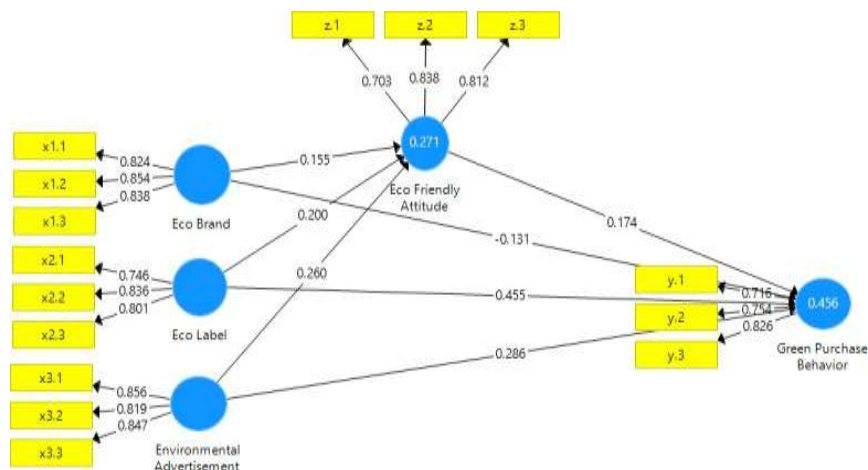 z.1
z.2
z.3
0.703
0.838
0.812
x1.1
x1.2
x1.3
0.824
0.854
0.838
Eco Brand
0.155
0.271
Eco Friendly
Attitude
0.200
0.174
-0.131
0.260
x2.1
x2.2
x2.3
0.746
0.836
0.801
Eco Label
0.455
y.1
y.2
y.3
0.716
0.754
0.826
0.456
Green Purchase
Behavior
0.286
x3.1
x3.2
x3.3
0.856
0.819
0.847
Environmental
Advertisement